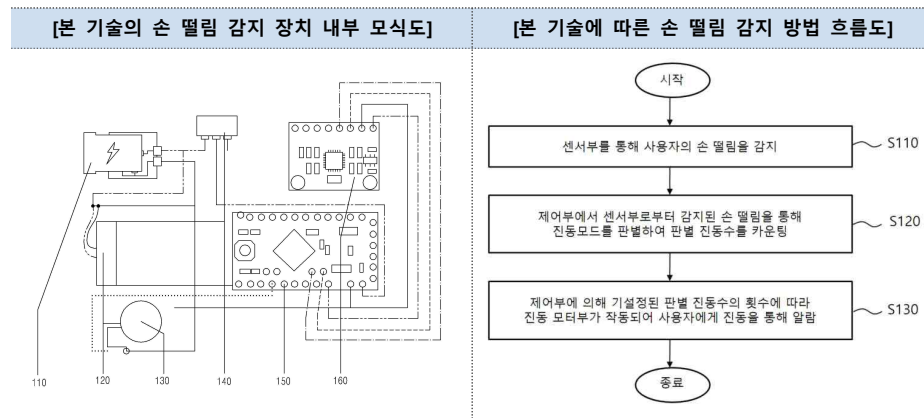 [본 기술의 손 떨림 감지 장치 내부 모식도]
[본 기술에 따른 손 떨림 감지 방법 흐름도]
110
120
130
140
150
160
시작
센서부를 통해 사용자의 손 떨림을 감지
S110
제어부에서 센서부로부터 감지된 손 떨림을 통해
진동모드를 판별하여 판별 진동수를 카운팅
S120
제어부에 의해 기설정된 판별 진동수의 횟수에 따라
진동 모터부가 작동되어 사용자에게 진동을 통해 알람
S130
종료